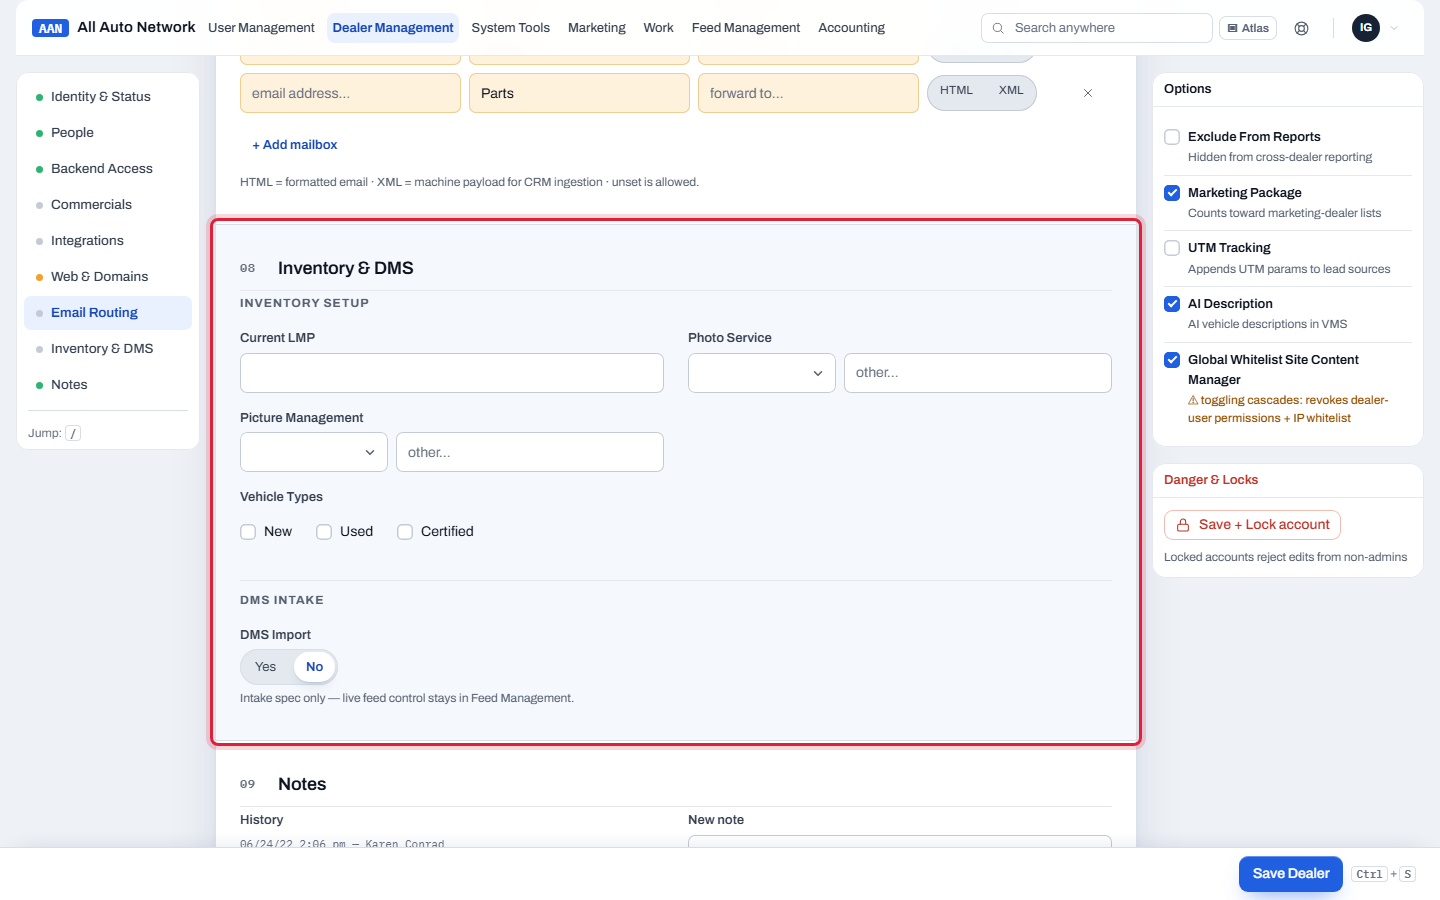 AAN All Auto Network User Management Dealer Management System Tools Marketing Work Feed Management Accounting Search anywhere Atlas IG
Identity & Status
People
Backend Access
Commercials
Integrations
Web & Domains
Email Routing
Inventory & DMS
Notes
Jump: /
email address... Parts forward to... HTML XML
+ Add mailbox
HTML = formatted email · XML = machine payload for CRM ingestion · unset is allowed.
08 Inventory & DMS
INVENTORY SETUP
Current LMP Photo Service
other...
Picture Management
other...
Vehicle Types
New Used Certified
DMS INTAKE
DMS Import
Yes No
Intake spec only — live feed control stays in Feed Management.
09 Notes
History New note
06/24/22 2:06 pm — Karen Conrad
Options
Exclude From Reports
Hidden from cross-dealer reporting
Marketing Package
Counts toward marketing-dealer lists
UTM Tracking
Appends UTM params to lead sources
AI Description
AI vehicle descriptions in VMS
Global Whitelist Site Content
Manager
⚠ toggling cascades: revokes dealer-
user permissions + IP whitelist
Danger & Locks
Save + Lock account
Locked accounts reject edits from non-admins
Save Dealer Ctrl + S